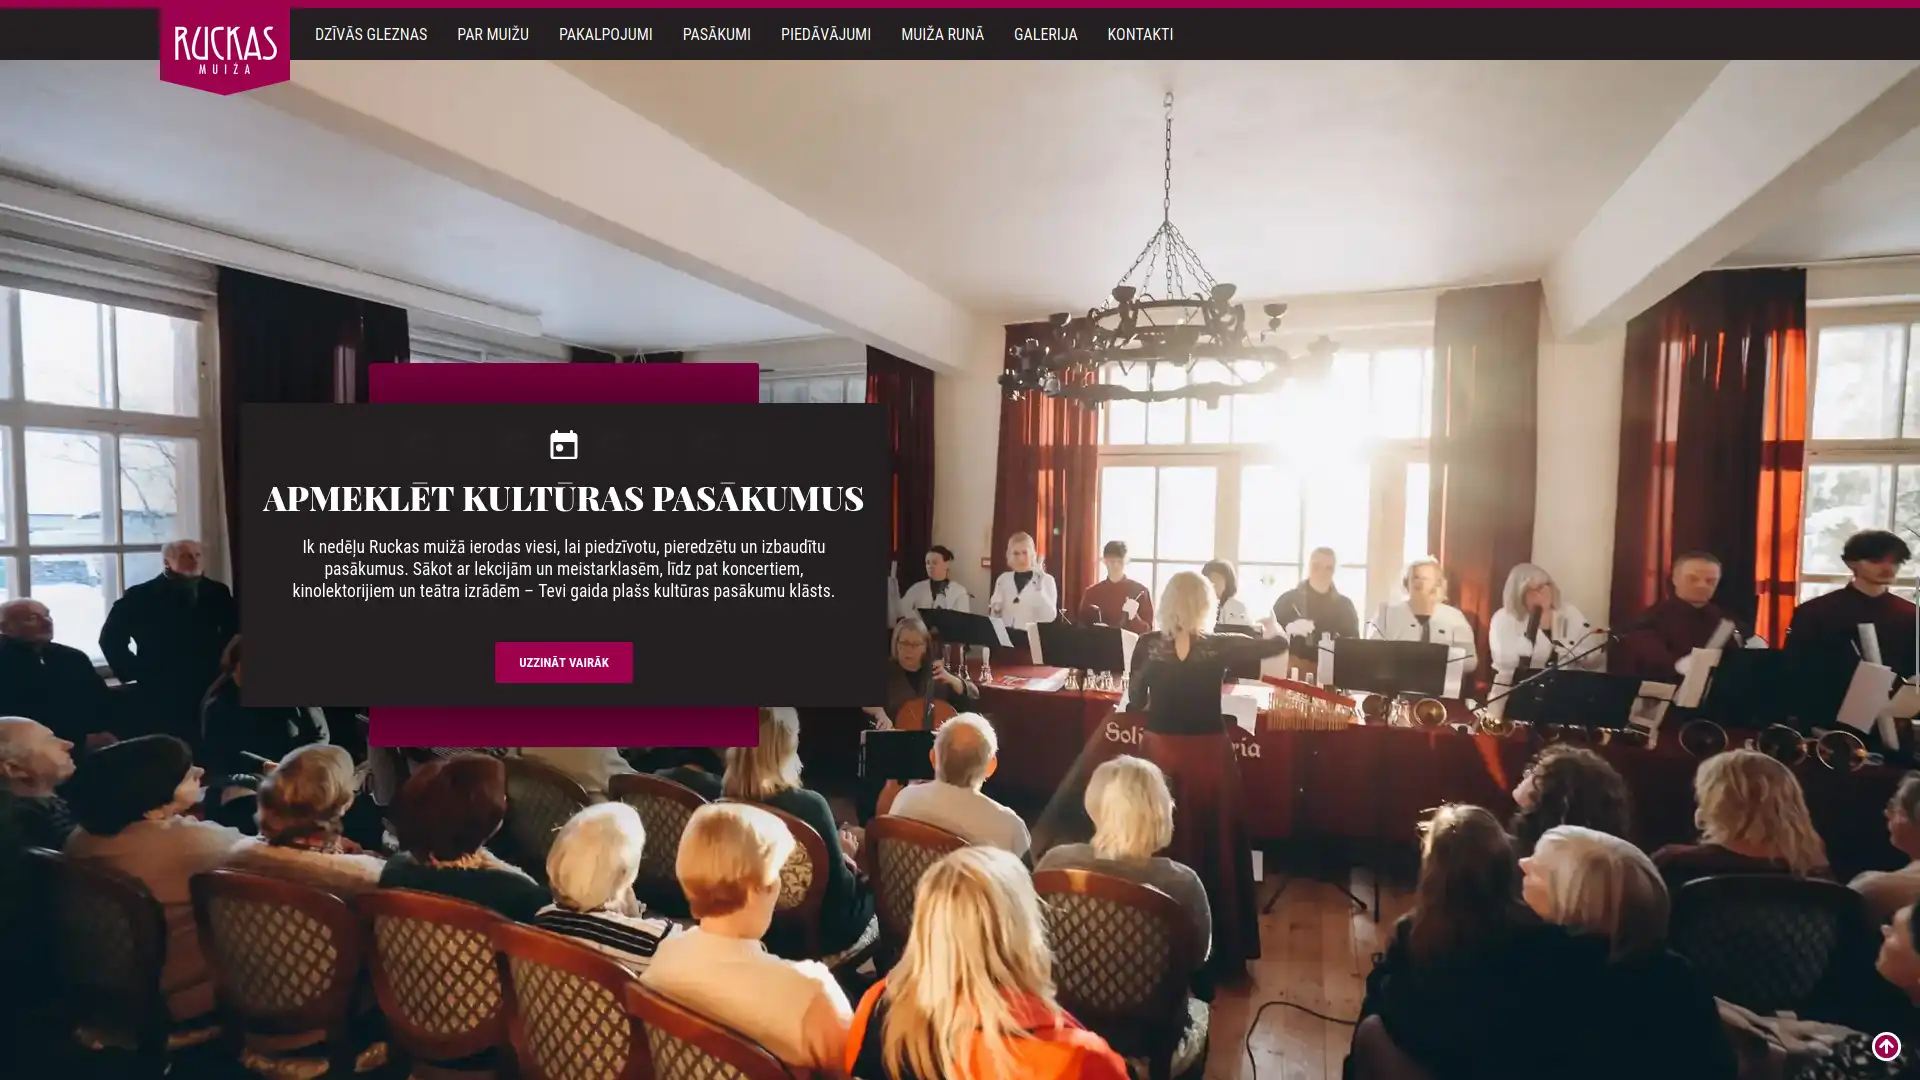 RUCKAS
MUIŽA
DZĪVĀS GLEZNAS
PAR MUIŽU
PAKALPOJUMI
PASĀKUMI
PIEDĀVĀJUMI
MUIŽA RUNĀ
GALERIJA
KONTAKTI
APMEKLĒT KULTŪRAS PASĀKUMUS
Ik nedēļu Ruckas muižā ierodas viesi, lai piedzīvotu, pieredzētu un izbaudītu
pasākumus. Sākot ar lekcijām un meistarklasēm, līdz pat koncertiem,
kinolektorijiem un teātra izrādēm – Tevi gaida plašs kultūras pasākumu klāsts.
UZZINĀT VAIRĀK